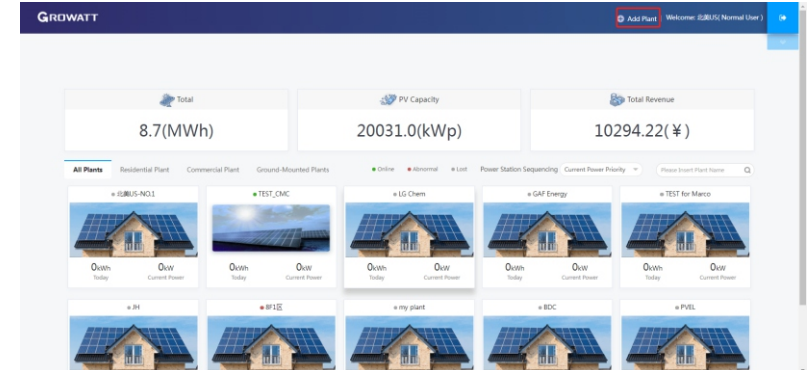 GROWATT
Add Plant Welcome: 北美US( Normal User )
Total PV Capacity Total Revenue
8.7(MWh) 20031.0(kWp) 10294.22(¥)
All Plants Residential Plant Commercial Plant Ground-Mounted Plants Online Abnormal Lost Power Station Sequencing Current Power Priority Please Insert Plant Name
北美US-NO.1 TEST_CMC LG Chem GAF Energy TEST for Marco
0kWh 0kW 0kWh 0kW 0kWh 0kW 0kWh 0kW 0kWh 0kW
Today Current Power Today Current Power Today Current Power Today Current Power Today Current Power
JH 8F1区 my plant BDC PVEL